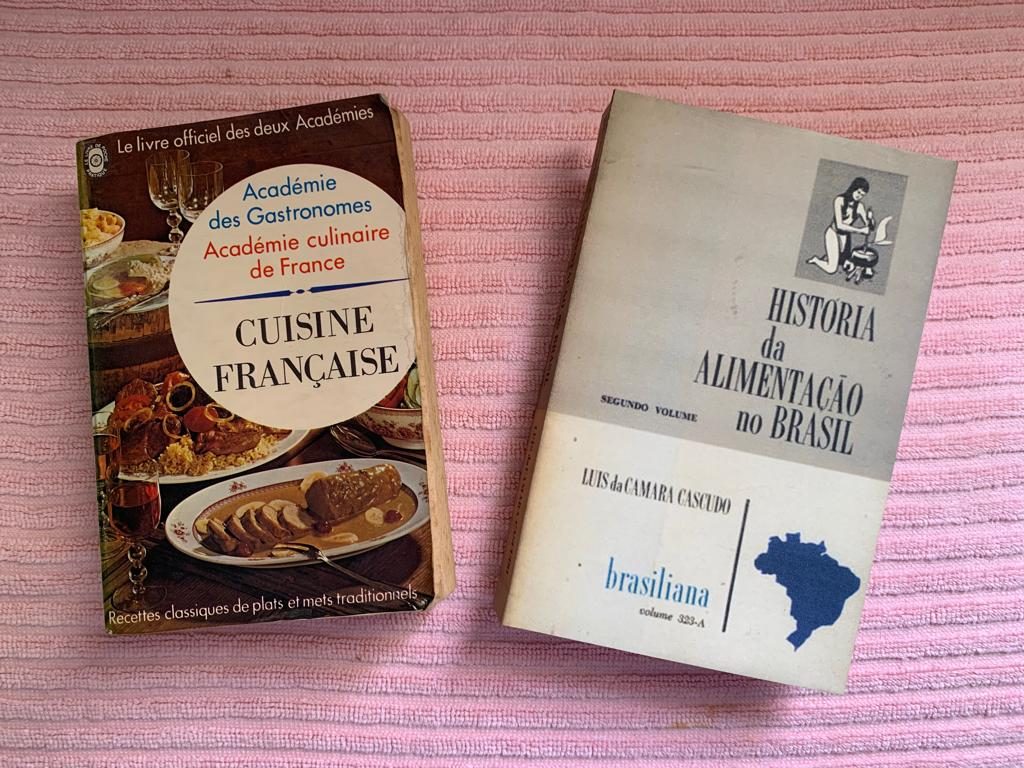 Le livre officiel des deux Académies
Académie
des Gastronomes
Académie culinaire
de France
CUISINE
FRANÇAISE
Recettes classiques de plats et mets traditionnels
HISTÓRIA
da
ALIMENTAÇÃO
no BRASIL
SEGUNDO VOLUME
LUIS da CAMARA CASCUDO
brasiliana
volume 323-A